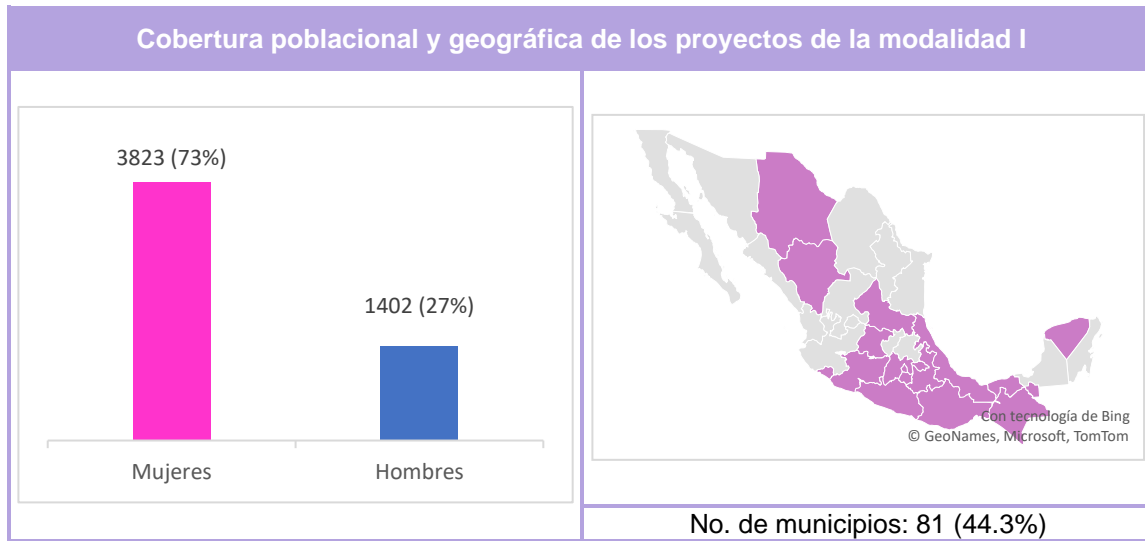 Cobertura poblacional y geográfica de los proyectos de la modalidad I
3823 (73%)
1402 (27%)
Mujeres
Hombres
Con tecnología de Bing
© GeoNames, Microsoft, TomTom
No. de municipios: 81 (44.3%)